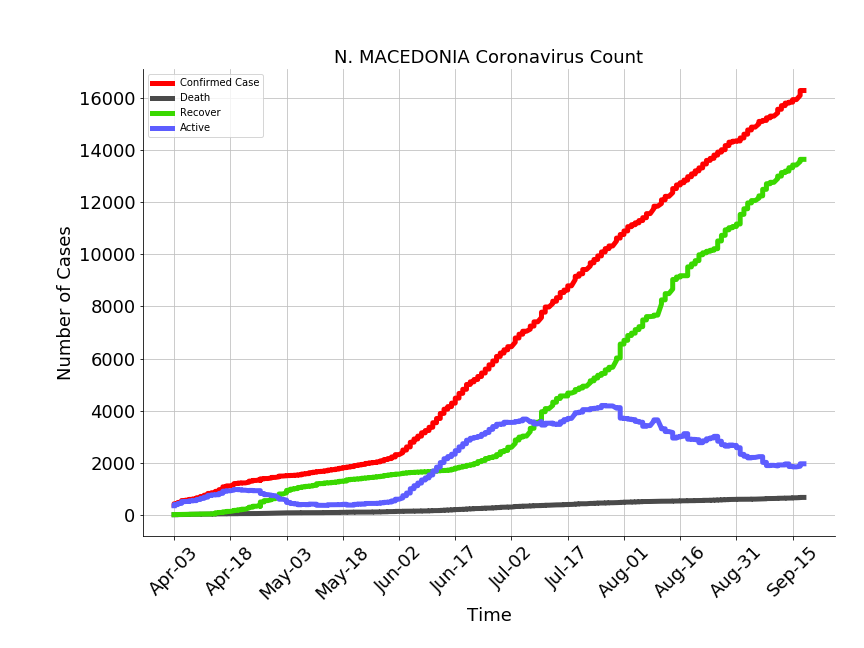 N. MACEDONIA Coronavirus Count
Confirmed Case
Death
Recover
Active
Number of Cases
16000
14000
12000
10000
8000
6000
4000
2000
0
Apr-03
Apr-18
May-03
May-18
Jun-02
Jun-17
Jul-02
Jul-17
Aug-01
Aug-16
Aug-31
Sep-15
Time